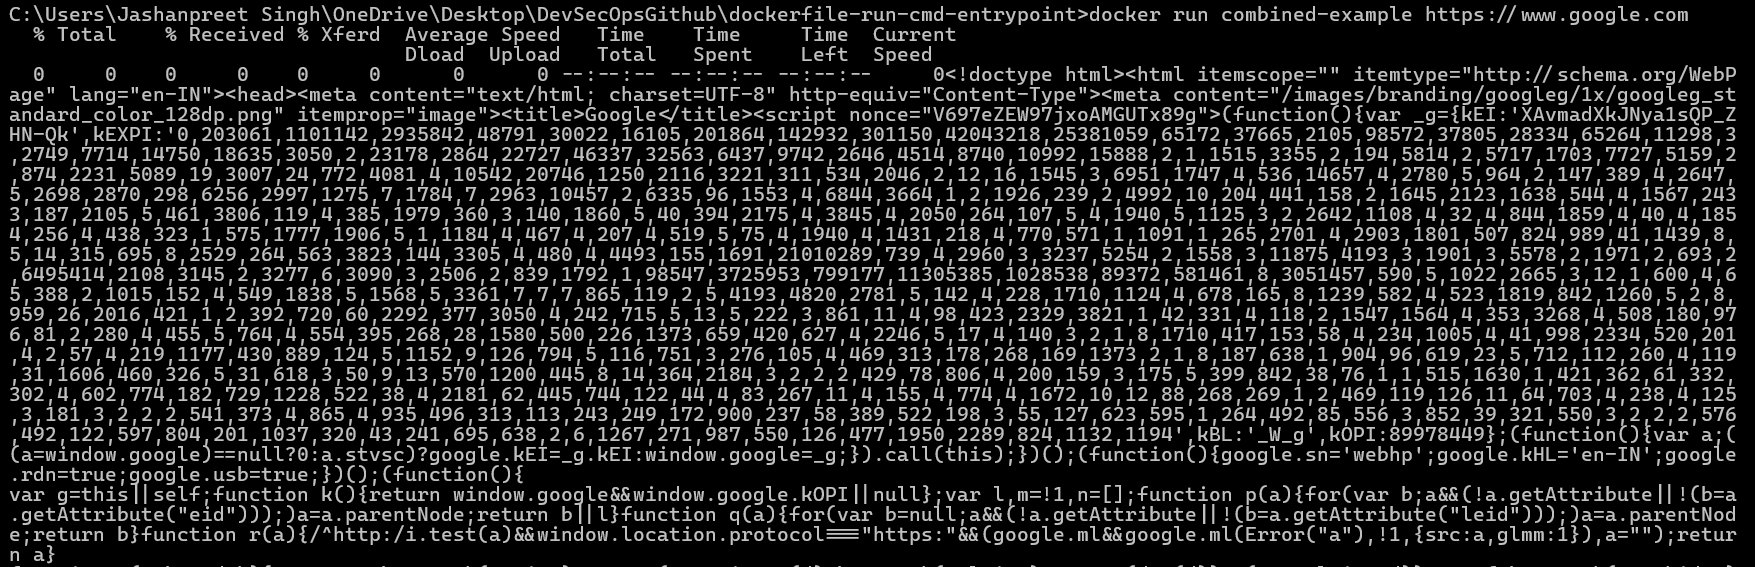 C:\Users\Jashanpreet Singh\OneDrive\Desktop\DevSecOpsGithub\dockerfile-run-cmd-entrypoint>docker run combined-example https://www.google.com
  % Total    % Received % Xferd  Average Speed   Time    Time     Time  Current
                                 Dload  Upload   Total   Spent    Left  Speed
  0     0    0     0    0     0      0      0 --:--:-- --:--:-- --:--:--     0<!doctype html><html itemscope="" itemtype="http://schema.org/WebP
age" lang="en-IN"><head><meta content="text/html; charset=UTF-8" http-equiv="Content-Type"><meta content="/images/branding/googleg/1x/googleg_st
andard_color_128dp.png" itemprop="image"><title>Google</title><script nonce="V697eZEW97jxoAMGUTx89g">(function(){var _g={kEI:'XAvmadXkJNya1sQP_Z
HN-Qk',kEXPI:'0,203061,1101142,2935842,48791,30022,16105,201864,142932,301150,42043218,25381059,65172,37665,2105,98572,37805,28334,65264,11298,3
,2749,7714,14750,18635,3050,2,23178,2864,22727,46337,32563,6437,9742,2646,4514,8740,10992,15888,2,1,1515,3355,2,194,5814,2,5717,1703,7727,5159,2
,874,2231,5089,19,3007,24,772,4081,4,10542,20746,1250,2116,3221,311,534,2046,2,12,16,1545,3,6951,1747,4,536,14657,4,2780,5,964,2,147,389,4,2647,
5,2698,2870,298,6256,2997,1275,7,1784,7,2963,10457,2,6335,96,1553,4,6844,3664,1,2,1926,239,2,4992,10,204,441,158,2,1645,2123,1638,544,4,1567,243
3,187,2105,5,461,3806,119,4,385,1979,360,3,140,1860,5,40,394,2175,4,3845,4,2050,264,107,5,4,1940,5,1125,3,2,2642,1108,4,32,4,844,1859,4,40,4,185
4,256,4,438,323,1,575,1777,1906,5,1,1184,4,467,4,207,4,519,5,75,4,1940,4,1431,218,4,770,571,1,1091,1,265,2701,4,2903,1801,507,824,989,41,1439,8,
5,14,315,695,8,2529,264,563,3823,144,3305,4,480,4,4493,155,1691,21010289,739,4,2960,3,3237,5254,2,1558,3,11875,4193,3,1901,3,5578,2,1971,2,693,2
,6495414,2108,3145,2,3277,6,3090,3,2506,2,839,1792,1,98547,3725953,799177,11305385,1028538,89372,581461,8,3051457,590,5,1022,2665,3,12,1,600,4,6
5,388,2,1015,152,4,549,1838,5,1568,5,3361,7,7,7,865,119,2,5,4193,4820,2781,5,142,4,228,1710,1124,4,678,165,8,1239,582,4,523,1819,842,1260,5,2,8,
959,26,2016,421,1,2,392,720,60,2292,377,3050,4,242,715,5,13,5,222,3,861,11,4,98,423,2329,3821,1,42,331,4,118,2,1547,1564,4,353,3268,4,508,180,97
6,81,2,280,4,455,5,764,4,554,395,268,28,1580,500,226,1373,659,420,627,4,2246,5,17,4,140,3,2,1,8,1710,417,153,58,4,234,1005,4,41,998,2334,520,201
,4,2,57,4,219,1177,430,889,124,5,1152,9,126,794,5,116,751,3,276,105,4,469,313,178,268,169,1373,2,1,8,187,638,1,904,96,619,23,5,712,112,260,4,119
,31,1606,460,326,5,31,618,3,50,9,13,570,1200,445,8,14,364,2184,3,2,2,2,429,78,806,4,200,159,3,175,5,399,842,38,76,1,1,515,1630,1,421,362,61,332,
302,4,602,774,182,729,1228,522,38,4,2181,62,445,744,122,44,4,83,267,11,4,155,4,774,4,1672,10,12,88,268,269,1,2,469,119,126,11,64,703,4,238,4,125
,3,181,3,2,2,2,541,373,4,865,4,935,496,313,113,243,249,172,900,237,58,389,522,198,3,55,127,623,595,1,264,492,85,556,3,852,39,321,550,3,2,2,2,576
,492,122,597,804,201,1037,320,43,241,695,638,2,6,1267,271,987,550,126,477,1950,2289,824,1132,1194',kBL:'_W_g',kOPI:89978449};(function(){var a;(
(a=window.google)==null?0:a.stvsc)?google.kEI=_g.kEI:window.google=_g;}).call(this);})();(function(){google.sn='webhp';google.kHL='en-IN';google
.rdn=true;google.usb=true;})();(function(){
var g=this||self;function k(){return window.google&&window.google.kOPI||null};var l,m=!1,n=[];function p(a){for(var b;a&&(!a.getAttribute||!(b=a
.getAttribute("eid")));)a=a.parentNode;return b||l}function q(a){for(var b=null;a&&(!a.getAttribute||!(b=a.getAttribute("leid")));)a=a.parentNod
e;return b}function r(a){/^http:/i.test(a)&&window.location.protocol==="https:"&&(google.ml&&google.ml(Error("a"),!1,{src:a,glmm:1}),a="");retur
n a}